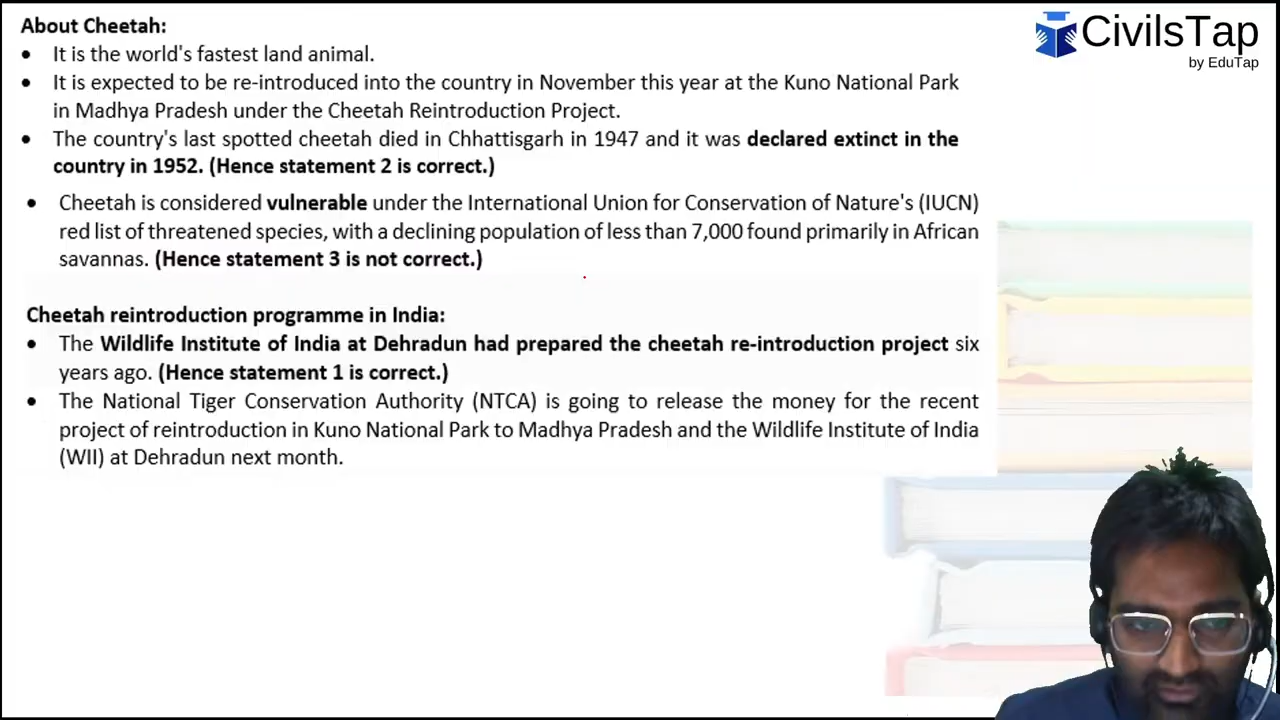 About Cheetah:
• It is the world's fastest land animal.
• It is expected to be re-introduced into the country in November this year at the Kuno National Park
in Madhya Pradesh under the Cheetah Reintroduction Project.
• The country's last spotted cheetah died in Chhattisgarh in 1947 and it was declared extinct in the
country in 1952. (Hence statement 2 is correct.)
• Cheetah is considered vulnerable under the International Union for Conservation of Nature's (IUCN)
red list of threatened species, with a declining population of less than 7,000 found primarily in African
savannas. (Hence statement 3 is not correct.)
Cheetah reintroduction programme in India:
• The Wildlife Institute of India at Dehradun had prepared the cheetah re-introduction project six
years ago. (Hence statement 1 is correct.)
• The National Tiger Conservation Authority (NTCA) is going to release the money for the recent
project of reintroduction in Kuno National Park to Madhya Pradesh and the Wildlife Institute of India
(WII) at Dehradun next month.
CivilsTap
by EduTap